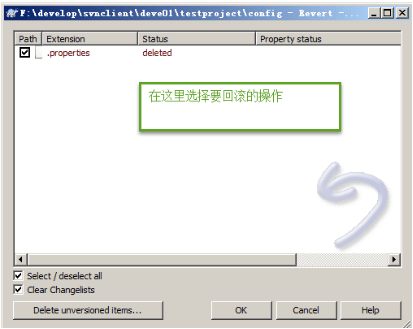 F:\develop\svnclient\deve01\testproject\config - Revert -...
Path Extension Status Property status
.properties deleted
在这里选择要回滚的操作
Select / deselect all
Clear Changelists
Delete unversioned items... OK Cancel Help